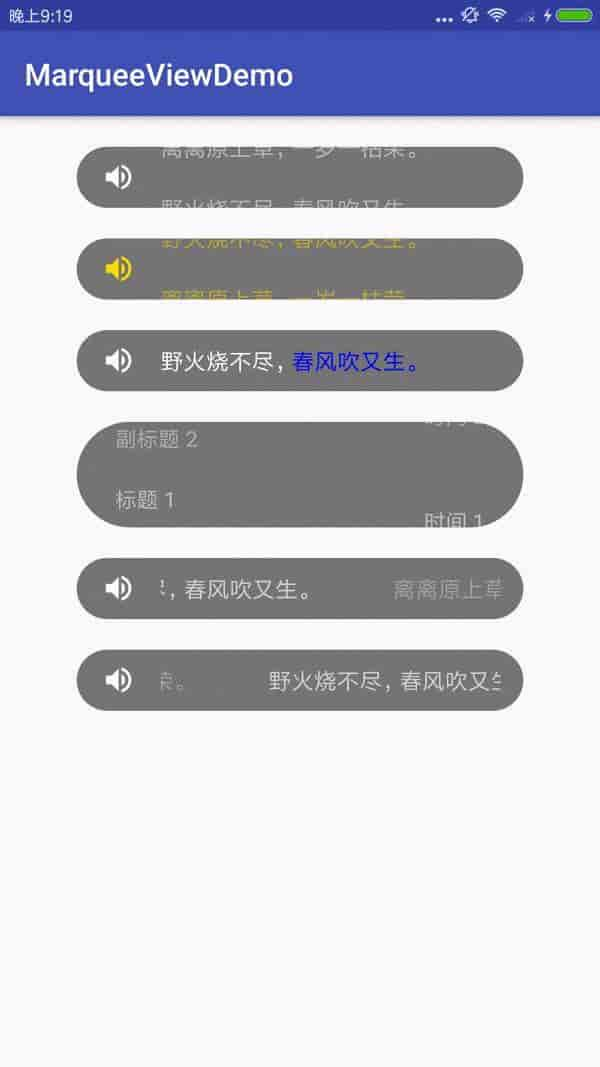 晚上9:19
MarqueeViewDemo
离离原上草，一岁一枯荣。
野火烧不尽，春风吹又生
野火烧不尽，春风吹又生。
离离原上草，一岁一枯荣
野火烧不尽，春风吹又生。
副标题 2
标题 1
时间 1
，春风吹又生。 离离原上草
。 野火烧不尽，春风吹又生